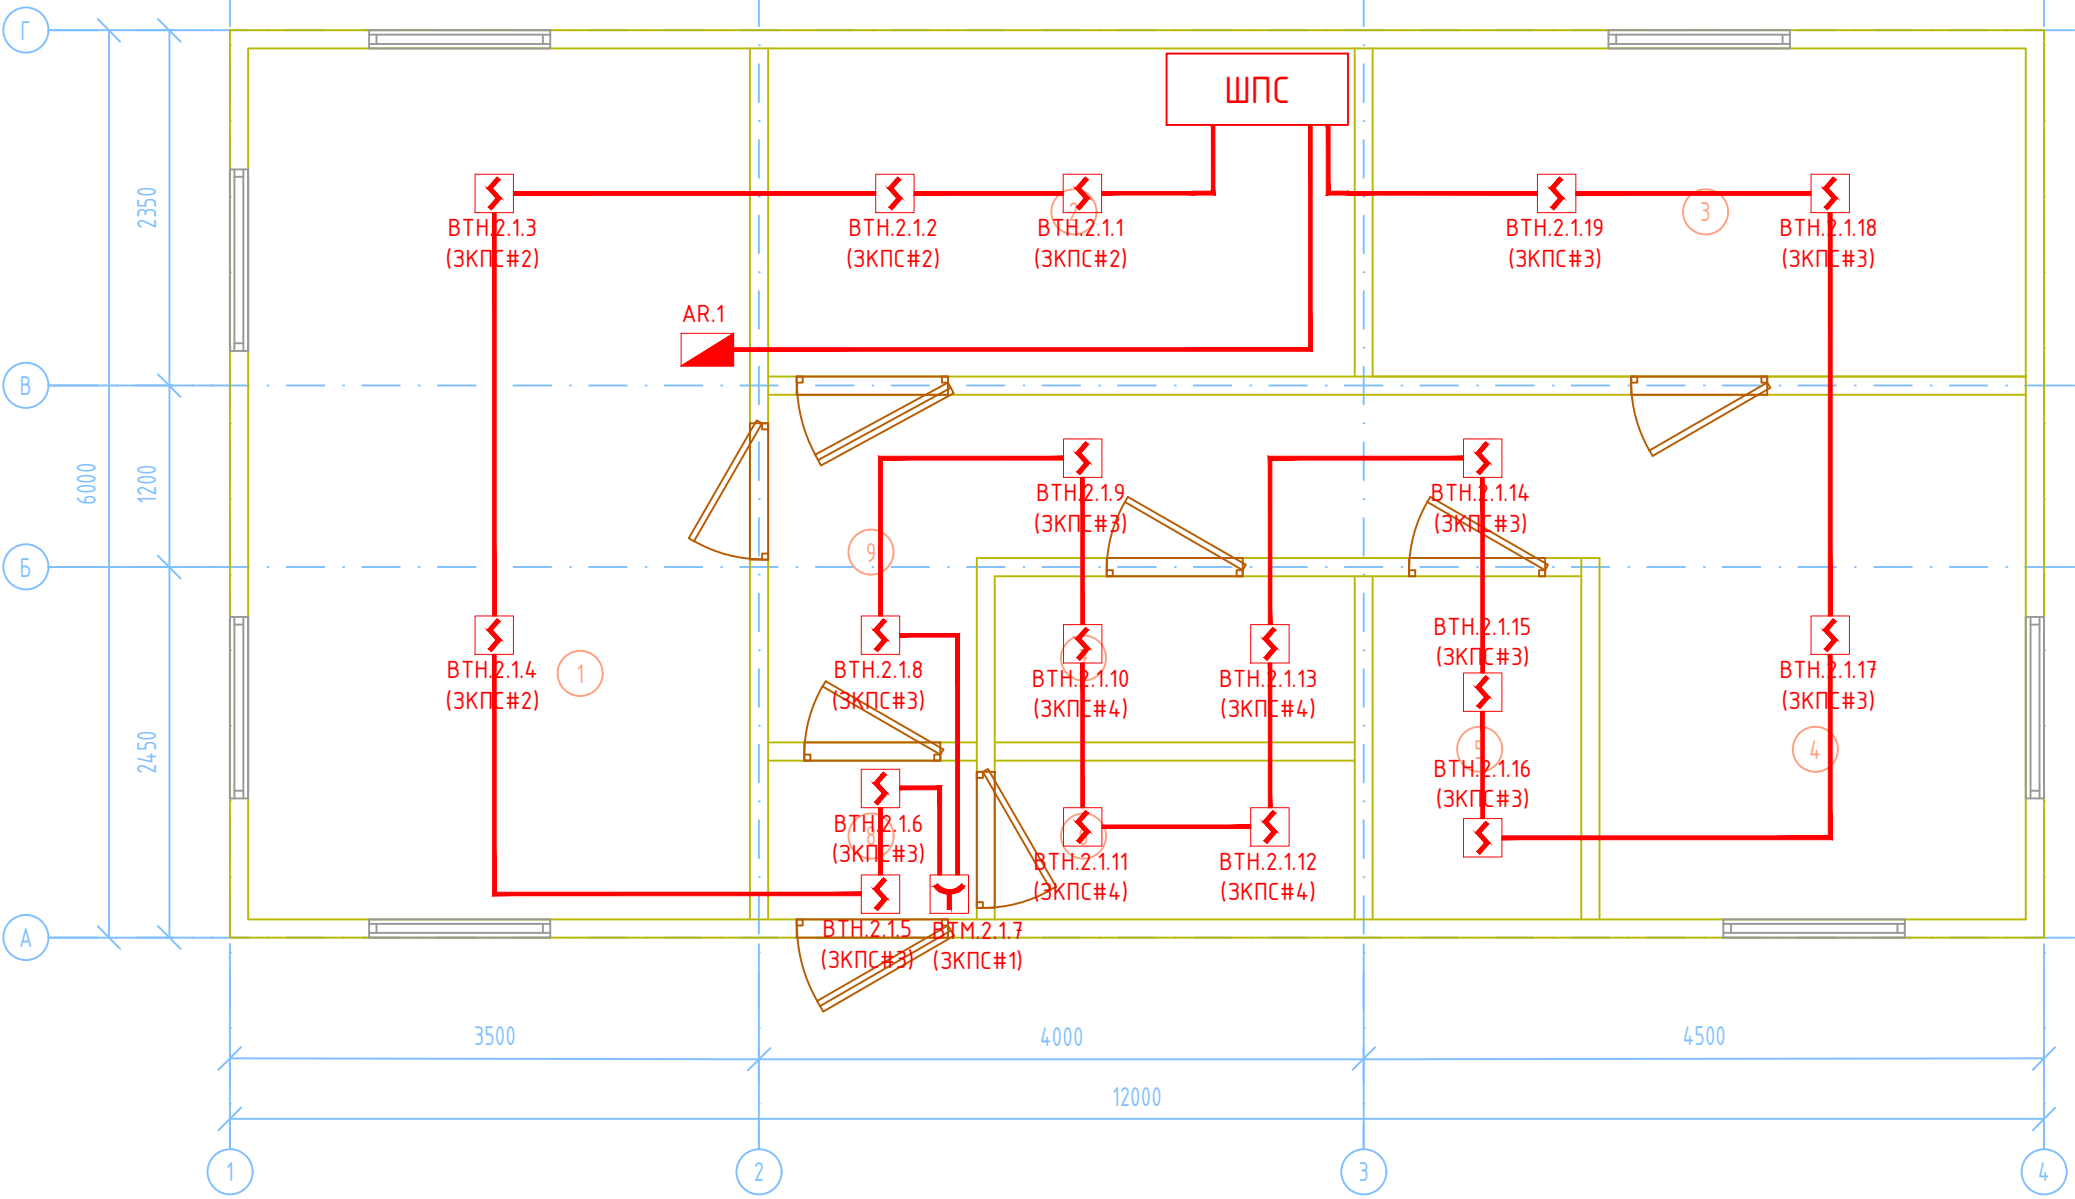 Г
ШПС
2350
ВТН.2.1.3
(ЗКПС#2)
ВТН.2.1.2
(ЗКПС#2)
2
ВТН.2.1.1
(ЗКПС#2)
ВТН.2.1.19
(ЗКПС#3)
3
ВТН.2.1.18
(ЗКПС#3)
AR.1
В
6000
1200
ВТН.2.1.9
(ЗКПС#3)
ВТН.2.1.14
(ЗКПС#3)
9
Б
ВТН.2.1.4
(ЗКПС#2)
1
ВТН.2.1.8
(ЗКПС#3)
ВТН.2.1.10
(ЗКПС#4)
ВТН.2.1.13
(ЗКПС#4)
ВТН.2.1.15
(ЗКПС#3)
ВТН.2.1.17
(ЗКПС#3)
2450
5
4
ВТН.2.1.16
(ЗКПС#3)
ВТН.2.1.6
(ЗКПС#3)
8
ВТН.2.1.11
(ЗКПС#4)
ВТН.2.1.12
(ЗКПС#4)
А
ВТН.2.1.5
(ЗКПС#3)
ВТМ.2.1.7
(ЗКПС#1)
3500
4000
4500
12000
1
2
3
4